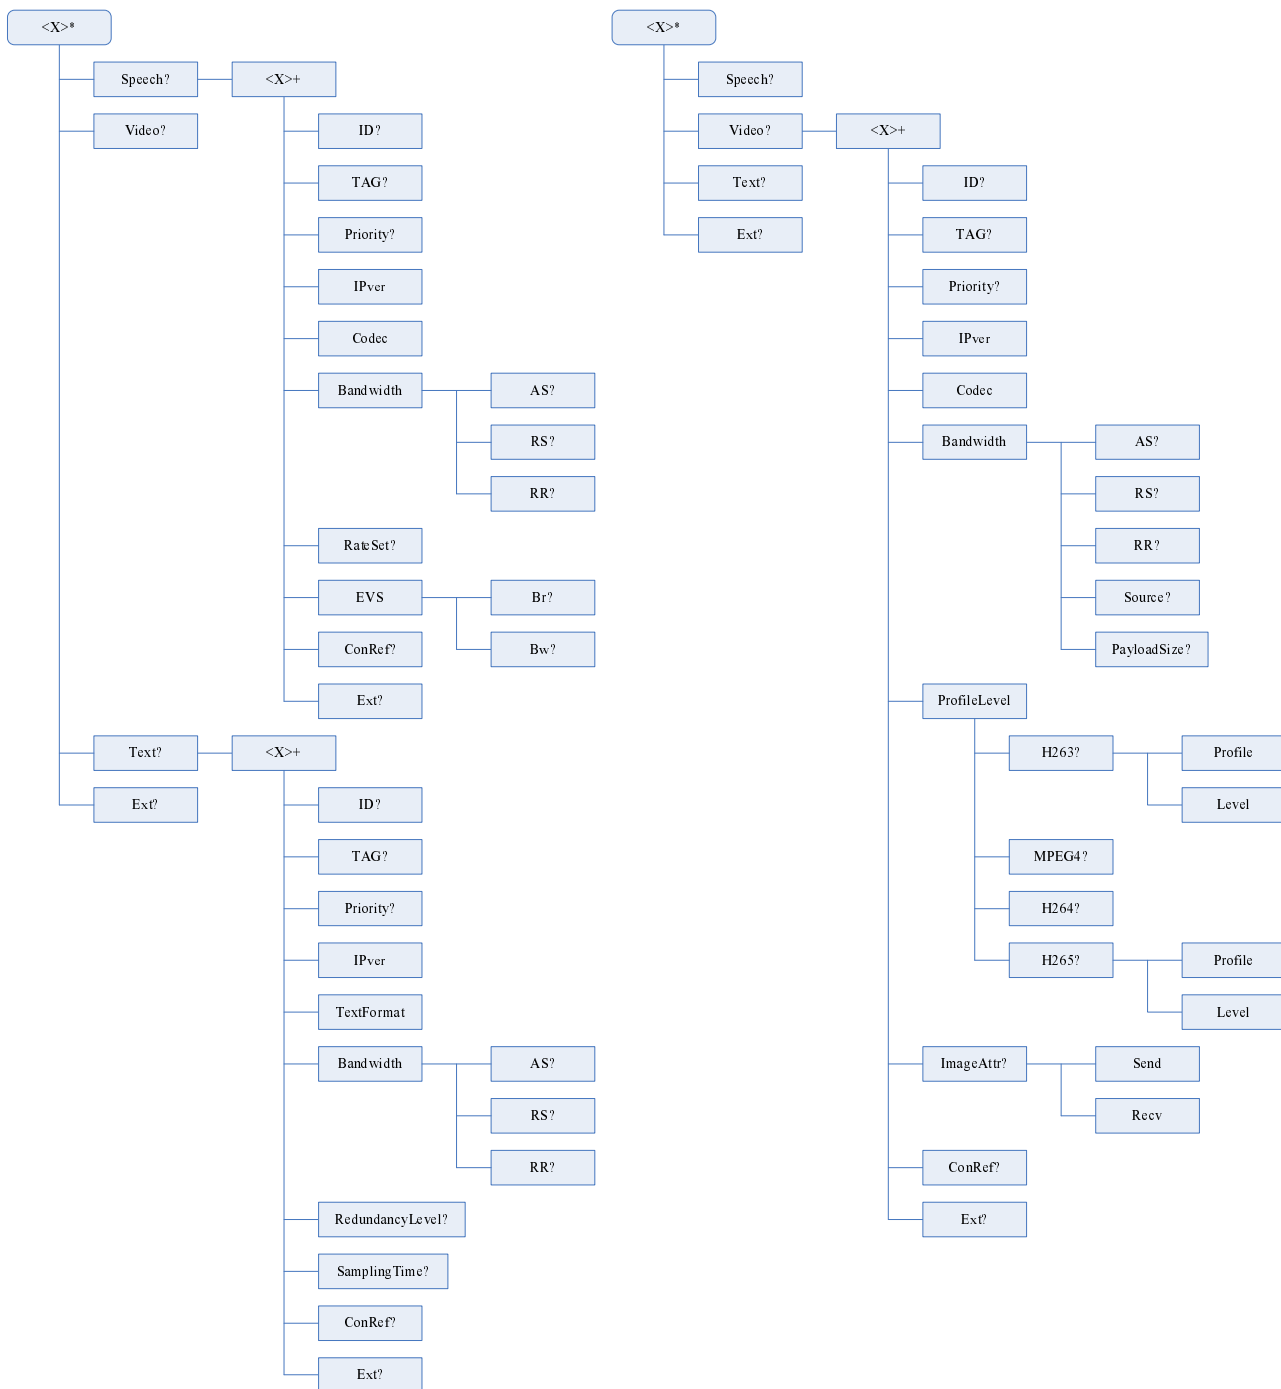 <X>*
Speech?
<X>+
Video?
ID?
TAG?
Priority?
IPver
Codec
Bandwidth
AS?
RS?
RR?
RateSet?
EVS
Br?
Bw?
ConRef?
Ext?
Text?
<X>+
Ext?
ID?
TAG?
Priority?
IPver
TextFormat
Bandwidth
AS?
RS?
RR?
RedundancyLevel?
SamplingTime?
ConRef?
Ext?
<X>*
Speech?
Video?
<X>+
Text?
Ext?
ID?
TAG?
Priority?
IPver
Codec
Bandwidth
AS?
RS?
RR?
Source?
PayloadSize?
ProfileLevel
H263?
Profile
Level
MPEG4?
H264?
H265?
Profile
Level
ImageAttr?
Send
Recv
ConRef?
Ext?